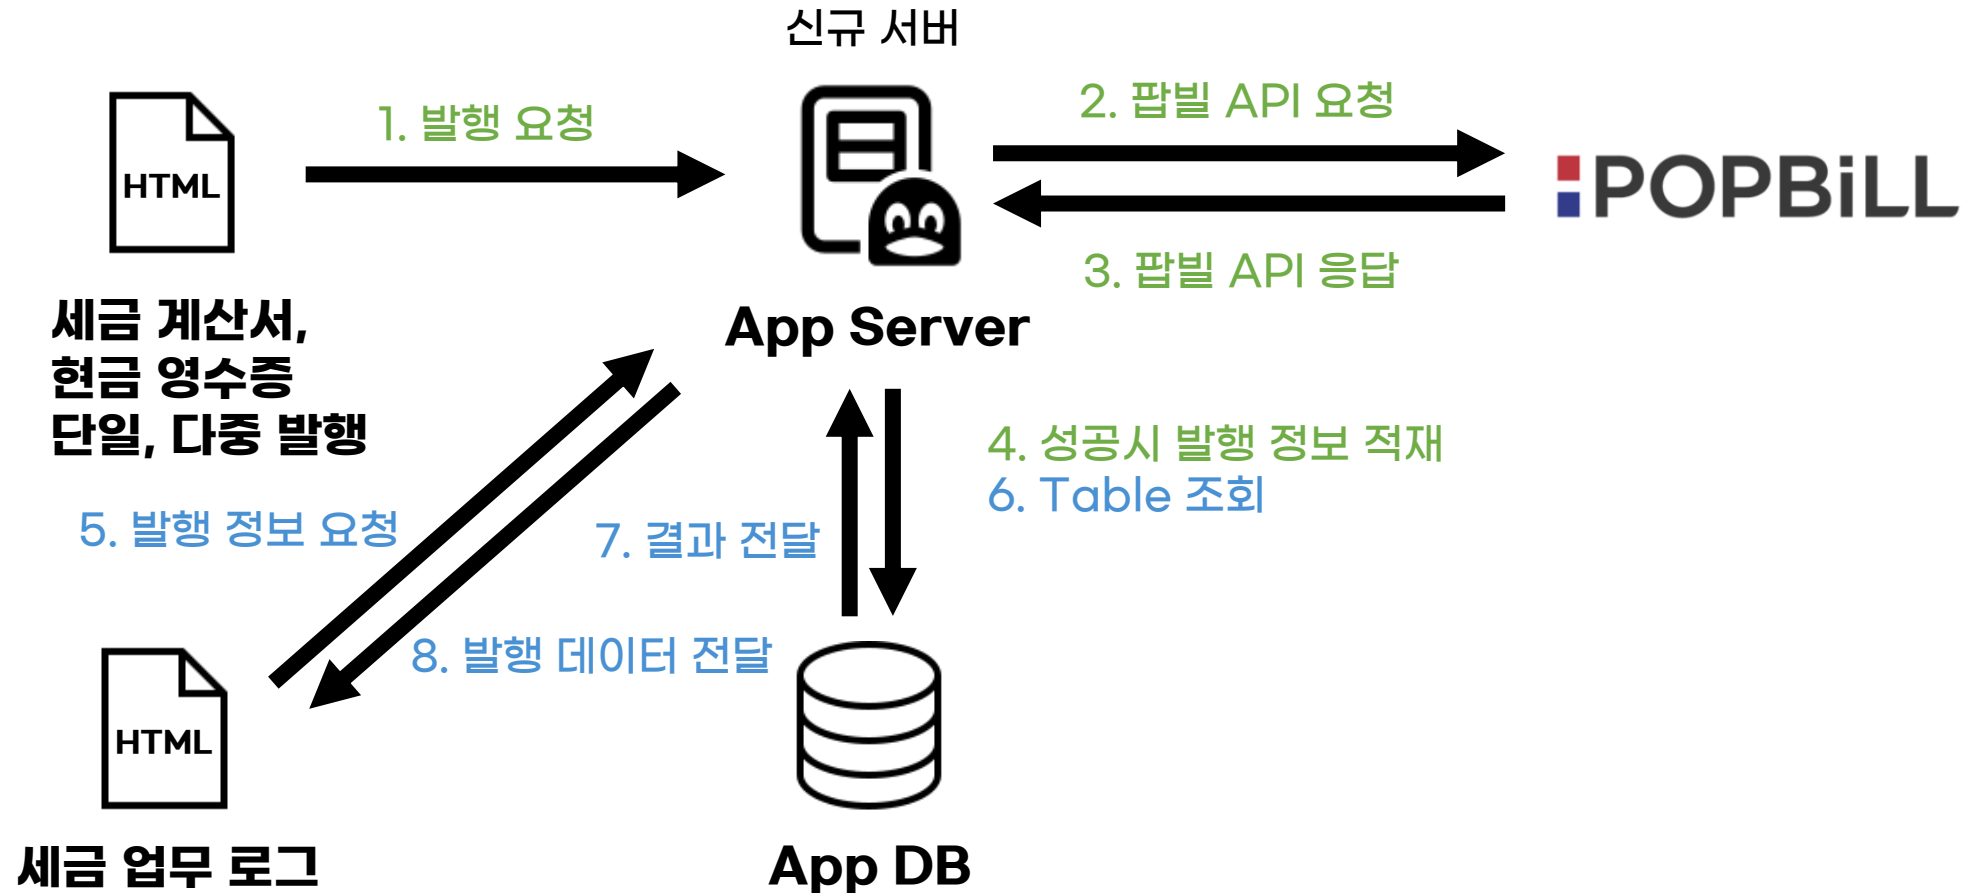 신규 서버
1. 발행 요청
2. 팝빌 API 요청
HTML
POPBiLL
3. 팝빌 API 응답
세금 계산서,
현금 영수증
단일, 다중 발행
App Server
4. 성공시 발행 정보 적재
6. Table 조회
5. 발행 정보 요청
7. 결과 전달
8. 발행 데이터 전달
HTML
세금 업무 로그
App DB